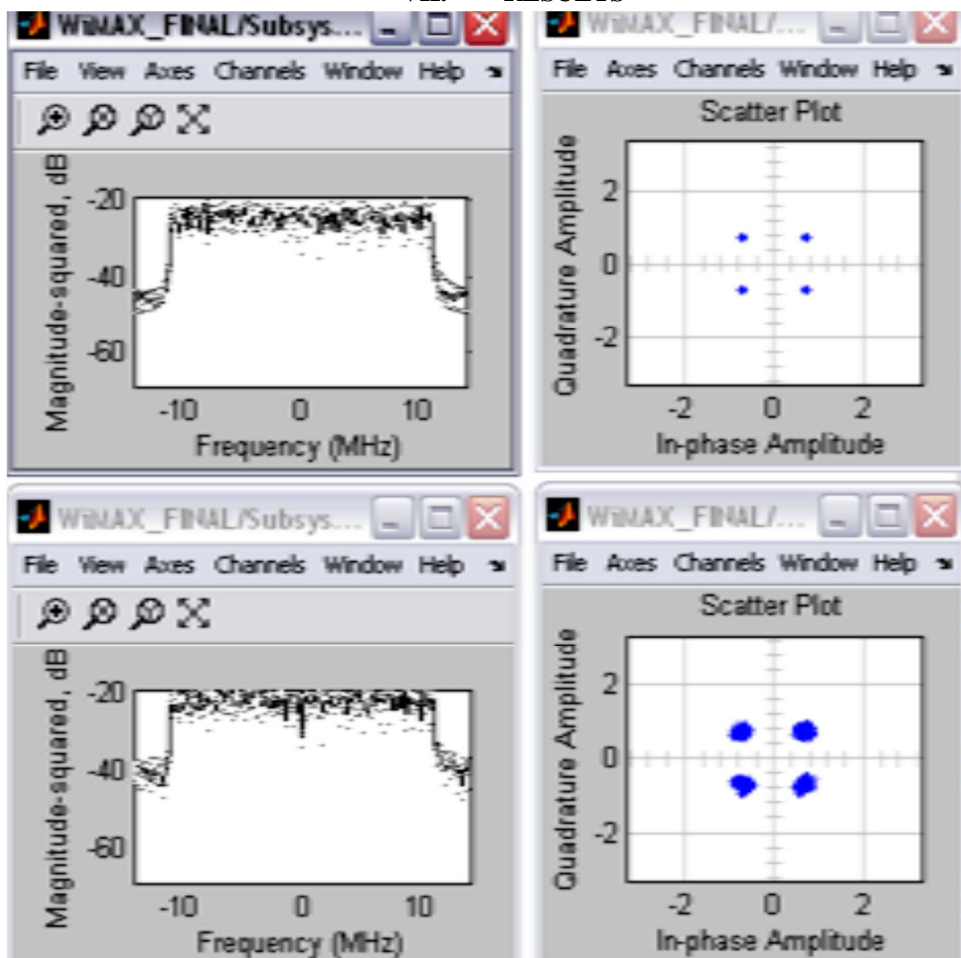 VII. RESULTS
WiMAX_FINAL/Subsys...
File View Axes Channels Window Help
Magnitude-squared, dB
-20
-40
-60
-10 0 10
Frequency (MHz)
WiMAX_FINAL/...
File Axes Channels Window Help
Scatter Plot
Quadrature Amplitude
2
0
-2
-2 0 2
In-phase Amplitude
WiMAX_FINAL/Subsys...
File View Axes Channels Window Help
Magnitude-squared, dB
-20
-40
-60
-10 0 10
Frequency (MHz)
WiMAX_FINAL/...
File Axes Channels Window Help
Scatter Plot
Quadrature Amplitude
2
0
-2
-2 0 2
In-phase Amplitude